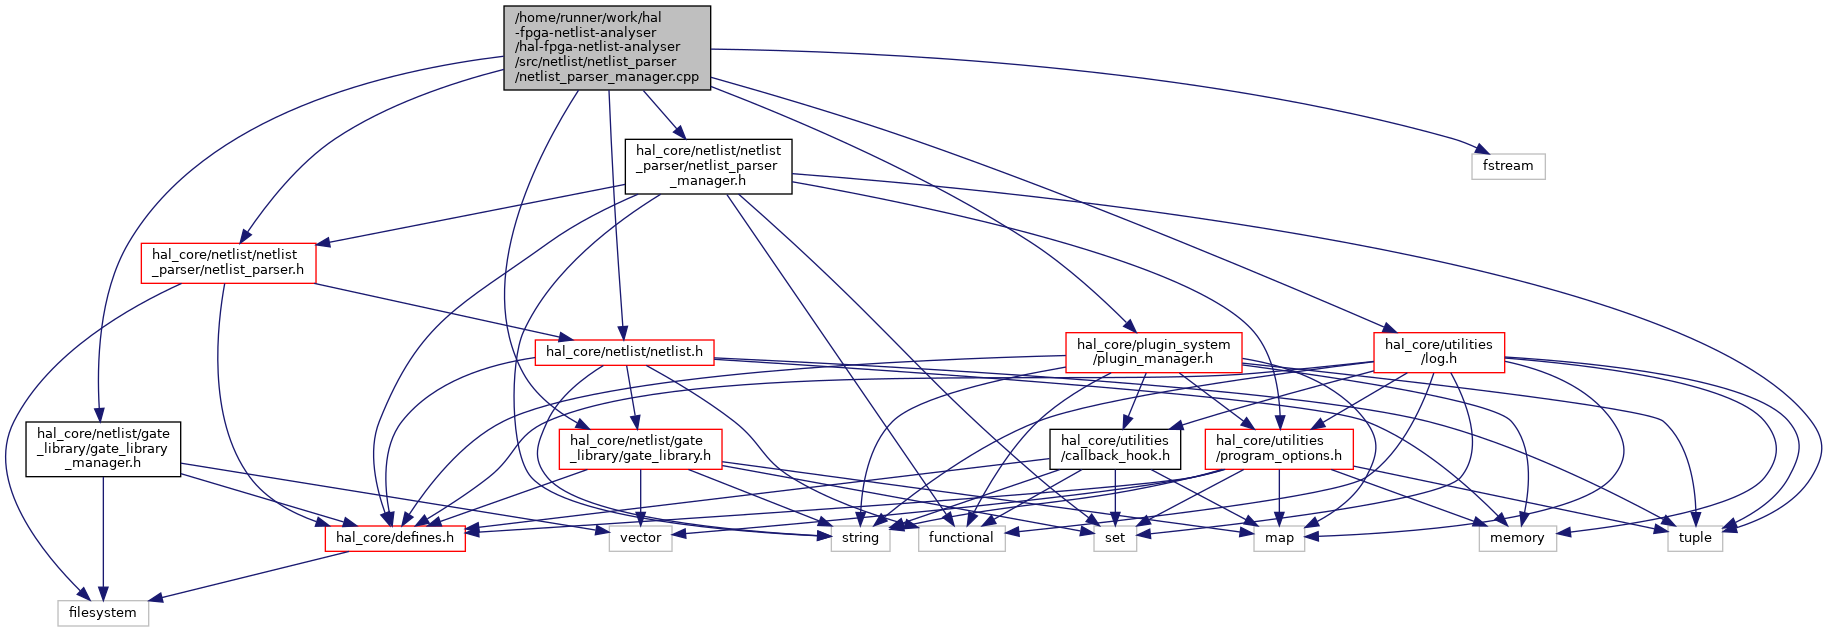 /home/runner/work/hal
-fpga-netlist-analyser
/hal-fpga-netlist-analyser
/src/netlist/netlist_parser
/netlist_parser_manager.cpp
hal_core/netlist/netlist
_parser/netlist_parser
_manager.h
fstream
hal_core/netlist/netlist
_parser/netlist_parser.h
hal_core/netlist/netlist.h
hal_core/plugin_system
/plugin_manager.h
hal_core/utilities
/log.h
hal_core/netlist/gate
_library/gate_library
_manager.h
hal_core/netlist/gate
_library/gate_library.h
hal_core/utilities
/callback_hook.h
hal_core/utilities
/program_options.h
hal_core/defines.h
vector
string
functional
set
map
memory
tuple
filesystem